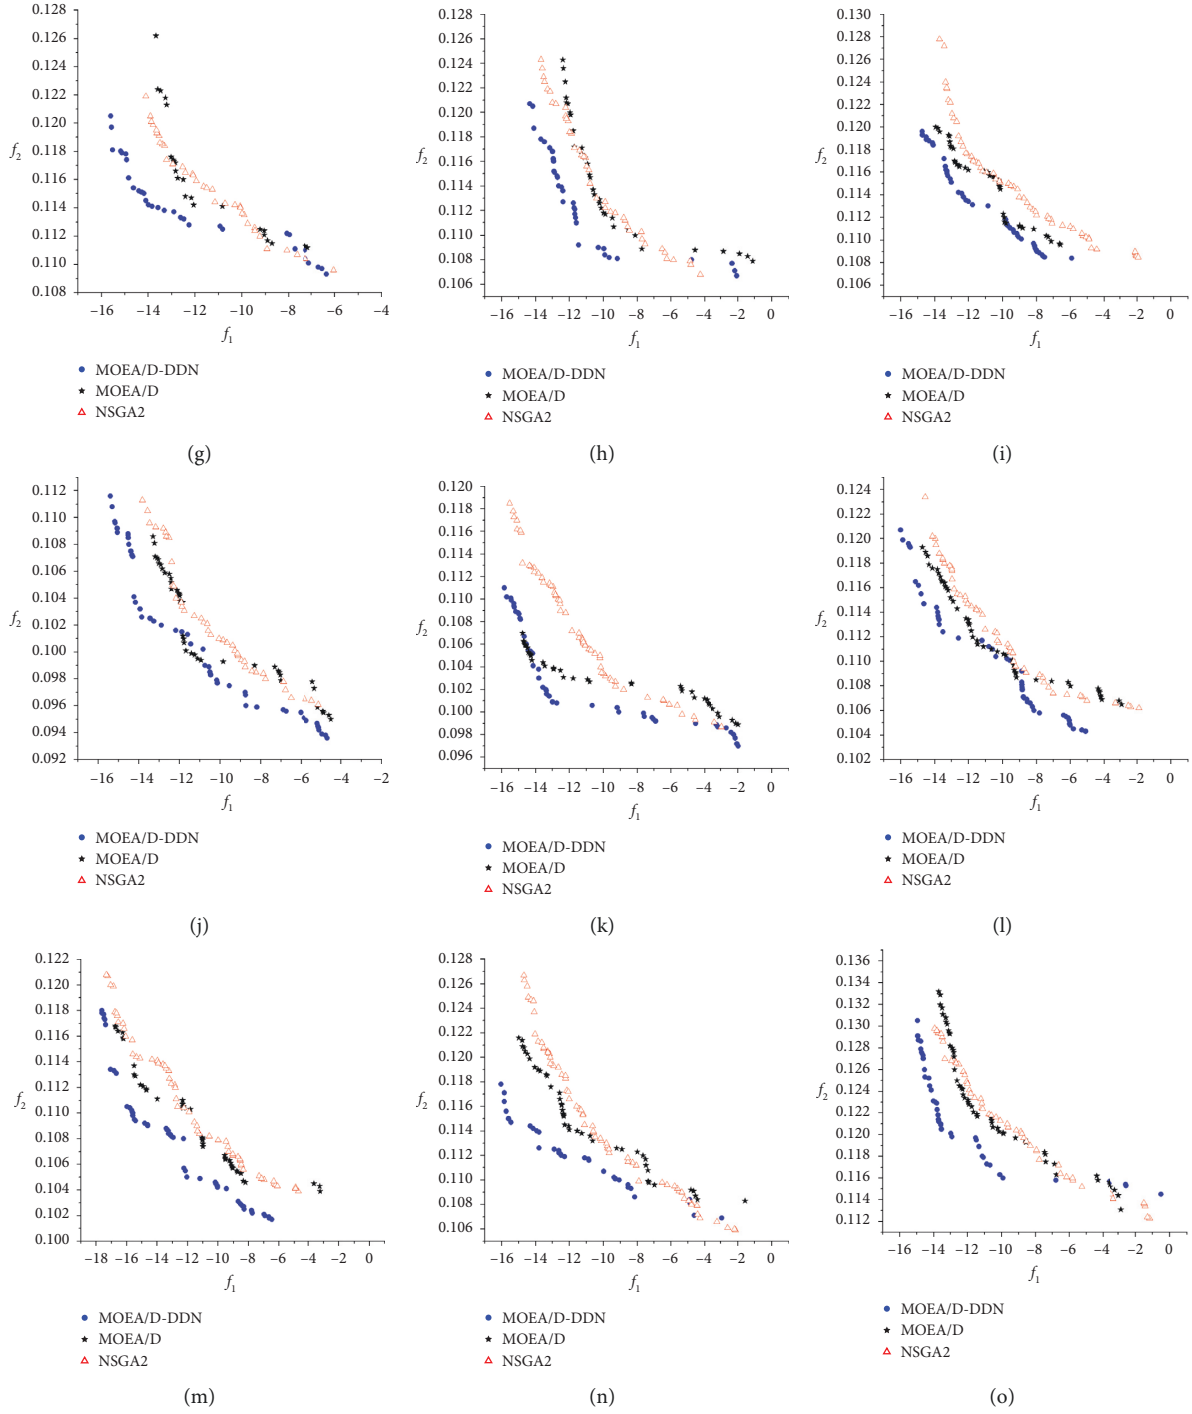 0.128
0.126
0.124
0.122
0.120
0.118
0.116
0.114
0.112
0.110
0.108
f2
−16 −14 −12 −10 −8 −6 −4
f1
MOEA/D-DDN
MOEA/D
NSGA2
(g)
0.128
0.126
0.124
0.122
0.120
0.118
0.116
0.114
0.112
0.110
0.108
0.106
f2
−16 −14 −12 −10 −8 −6 −4 −2 0
f1
MOEA/D-DDN
MOEA/D
NSGA2
(h)
0.130
0.128
0.126
0.124
0.122
0.120
0.118
0.116
0.114
0.112
0.110
0.108
0.106
f2
−16 −14 −12 −10 −8 −6 −4 −2 0
f1
MOEA/D-DDN
MOEA/D
NSGA2
(i)
0.112
0.110
0.108
0.106
0.104
0.102
0.100
0.098
0.096
0.094
0.092
f2
−16 −14 −12 −10 −8 −6 −4 −2
f1
MOEA/D-DDN
MOEA/D
NSGA2
(j)
0.120
0.118
0.116
0.114
0.112
0.110
0.108
0.106
0.104
0.102
0.100
0.098
0.096
f2
−16 −14 −12 −10 −8 −6 −4 −2 0
f1
MOEA/D-DDN
MOEA/D
NSGA2
(k)
0.124
0.122
0.120
0.118
0.116
0.114
0.112
0.110
0.108
0.106
0.104
0.102
f2
−16 −14 −12 −10 −8 −6 −4 −2 0
f1
MOEA/D-DDN
MOEA/D
NSGA2
(l)
0.122
0.120
0.118
0.116
0.114
0.112
0.110
0.108
0.106
0.104
0.102
0.100
f2
−18 −16 −14 −12 −10 −8 −6 −4 −2 0
f1
MOEA/D-DDN
MOEA/D
NSGA2
(m)
0.128
0.126
0.124
0.122
0.120
0.118
0.116
0.114
0.112
0.110
0.108
0.106
f2
−16 −14 −12 −10 −8 −6 −4 −2 0
f1
MOEA/D-DDN
MOEA/D
NSGA2
(n)
0.136
0.134
0.132
0.130
0.128
0.126
0.124
0.122
0.120
0.118
0.116
0.114
0.112
f2
−16 −14 −12 −10 −8 −6 −4 −2 0
f1
MOEA/D-DDN
MOEA/D
NSGA2
(o)